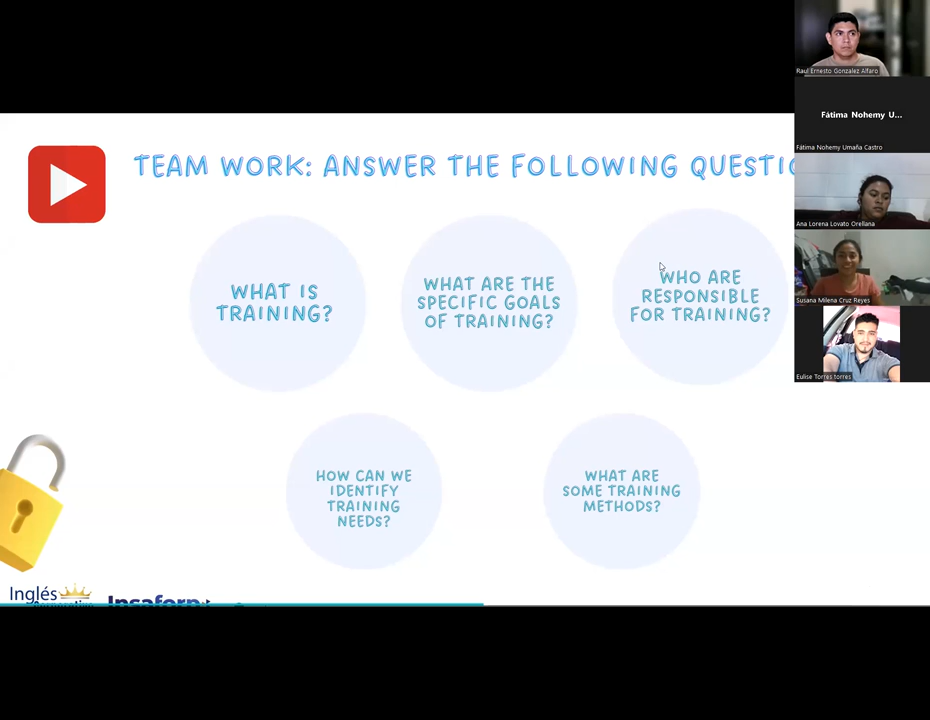 Raul Ernesto Gonzalez Alfaro
Fátima Nohemy U...
Fátima Nohemy Umaña Castro
Ana Lorena Lovato Orellana
Susana Milena Cruz Reyes
Eulise Torres torres
TEAM WORK: ANSWER THE FOLLOWING QUESTIO
WHAT IS
TRAINING?
WHAT ARE THE
SPECIFIC GOALS
OF TRAINING?
WHO ARE
RESPONSIBLE
FOR TRAINING?
HOW CAN WE
IDENTIFY
TRAINING
NEEDS?
WHAT ARE
SOME TRAINING
METHODS?
Inglés
Insaforp